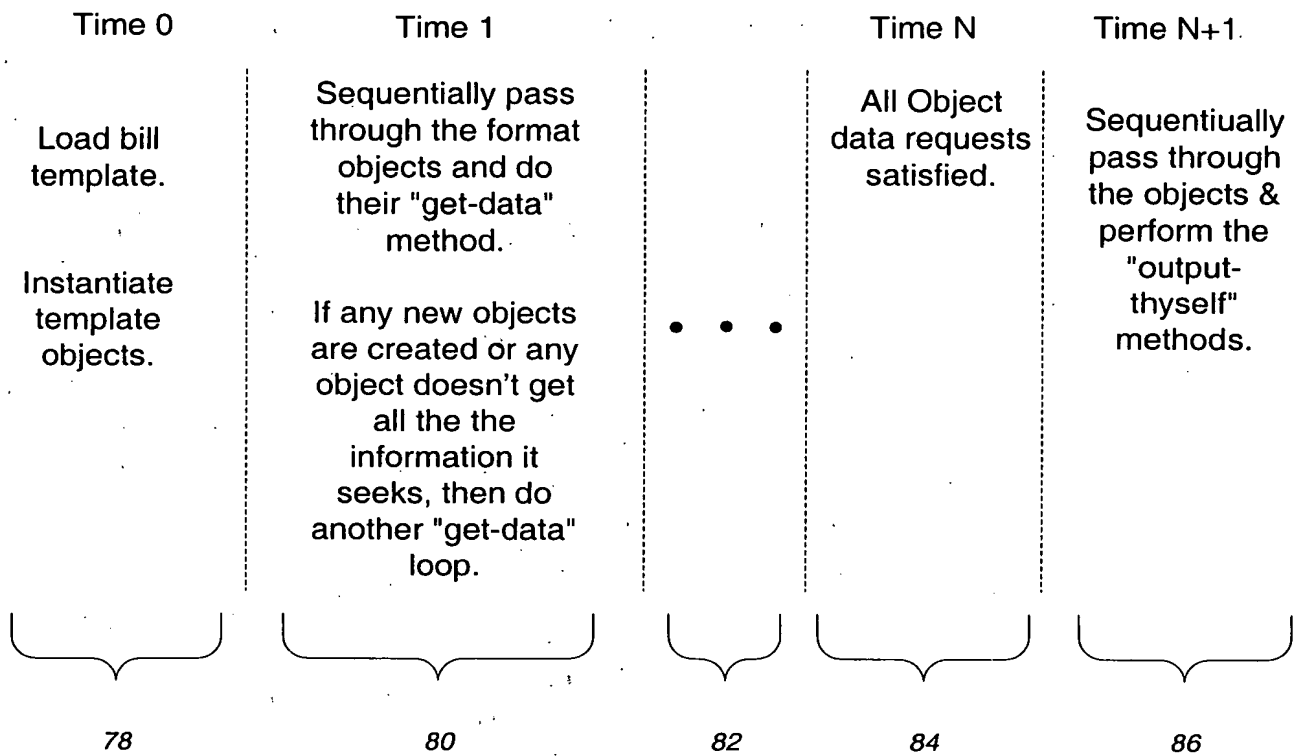 Time 0
Load bill
template.
Instantiate
template
objects.
78
Time 1
Sequentially pass
through the format
objects and do
their "get-data"
method.
If any new objects
are created or any
object doesn't get
all the the
information it
seeks, then do
another "get-data"
loop.
80
• • •
82
Time N
All Object
data requests
satisfied.
84
Time N+1
Sequentiually
pass through
the objects &
perform the
"output-
thyself"
methods.
86